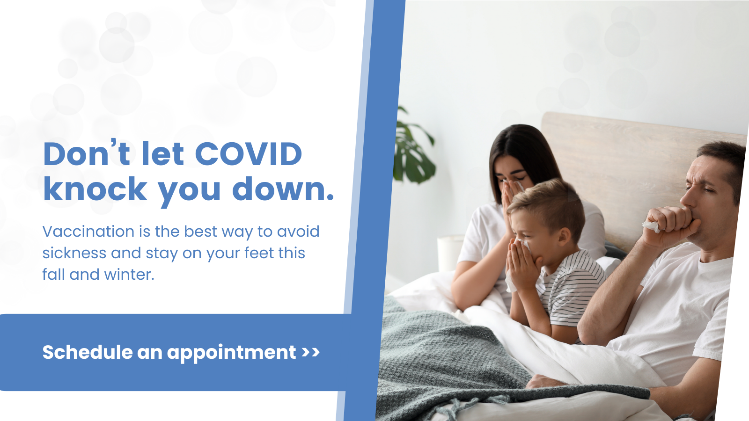 Don't let COVID
knock you down.
Vaccination is the best way to avoid
sickness and stay on your feet this
fall and winter.
Schedule an appointment >>